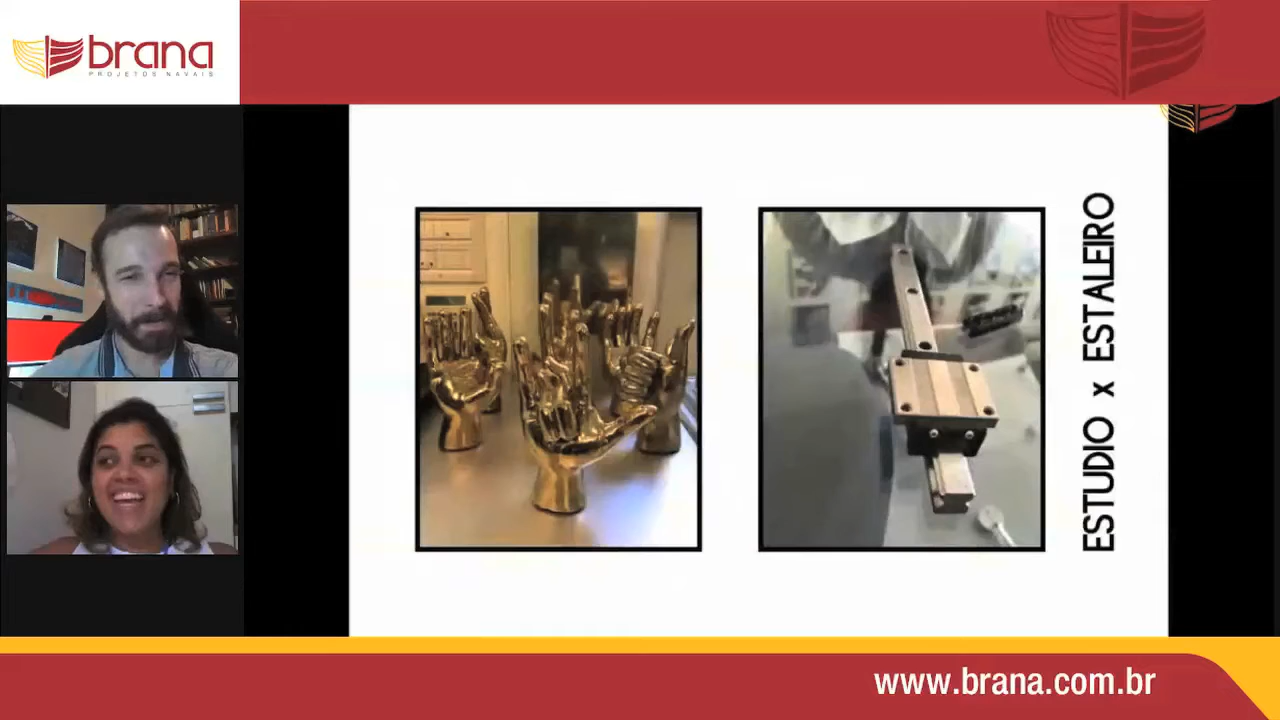 brana
PROJETOS NAVAIS
ESTUDIO x ESTALEIRO
www.brana.com.br